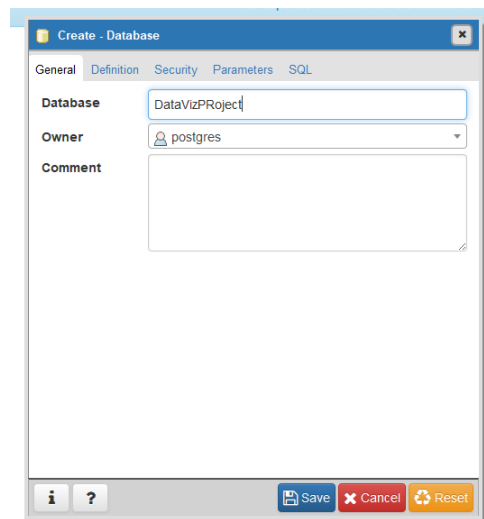 Create - Database
General Definition Security Parameters SQL
Database DataVizPRoject
Owner postgres
Comment
i ? Save Cancel Reset